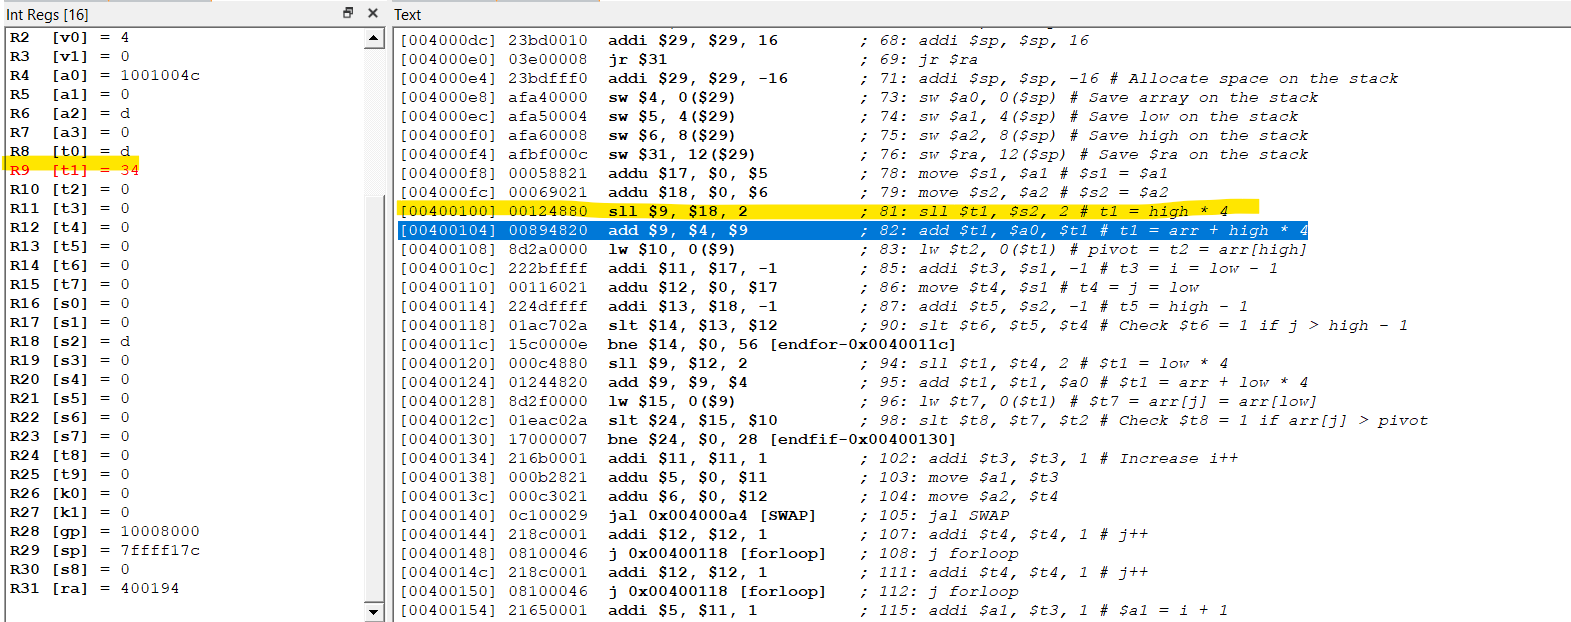 Int Regs [16]
R2 [v0] = 4
R3 [v1] = 0
R4 [a0] = 1001004c
R5 [a1] = 0
R6 [a2] = d
R7 [a3] = 0
R8 [t0] = d
R9 [t1] = 34
R10 [t2] = 0
R11 [t3] = 0
R12 [t4] = 0
R13 [t5] = 0
R14 [t6] = 0
R15 [t7] = 0
R16 [s0] = 0
R17 [s1] = 0
R18 [s2] = d
R19 [s3] = 0
R20 [s4] = 0
R21 [s5] = 0
R22 [s6] = 0
R23 [s7] = 0
R24 [t8] = 0
R25 [t9] = 0
R26 [k0] = 0
R27 [k1] = 0
R28 [gp] = 10008000
R29 [sp] = 7ffff17c
R30 [s8] = 0
R31 [ra] = 400194
Text
[004000dc] 23bd0010 addi $29, $29, 16 ; 68: addi $sp, $sp, 16
[004000e0] 03e00008 jr $31 ; 69: jr $ra
[004000e4] 23bdfff0 addi $29, $29, -16 ; 71: addi $sp, $sp, -16 # Allocate space on the stack
[004000e8] afa40000 sw $4, 0($29) ; 73: sw $a0, 0($sp) # Save array on the stack
[004000ec] afa50004 sw $5, 4($29) ; 74: sw $a1, 4($sp) # Save low on the stack
[004000f0] afa60008 sw $6, 8($29) ; 75: sw $a2, 8($sp) # Save high on the stack
[004000f4] afbf000c sw $31, 12($29) ; 76: sw $ra, 12($sp) # Save $ra on the stack
[004000f8] 00058821 addu $17, $0, $5 ; 78: move $s1, $a1 # $s1 = $a1
[004000fc] 00069021 addu $18, $0, $6 ; 79: move $s2, $a2 # $s2 = $a2
[00400100] 00124880 sll $9, $18, 2 ; 81: sll $t1, $s2, 2 # t1 = high * 4
[00400104] 00894820 add $9, $4, $9 ; 82: add $t1, $a0, $t1 # t1 = arr + high * 4
[00400108] 8d2a0000 lw $10, 0($9) ; 83: lw $t2, 0($t1) # pivot = t2 = arr[high]
[0040010c] 222bffff addi $11, $17, -1 ; 85: addi $t3, $s1, -1 # t3 = i = low - 1
[00400110] 00116021 addu $12, $0, $17 ; 86: move $t4, $s1 # t4 = j = low
[00400114] 224dffff addi $13, $18, -1 ; 87: addi $t5, $s2, -1 # t5 = high - 1
[00400118] 01ac702a slt $14, $13, $12 ; 90: slt $t6, $t5, $t4 # Check $t6 = 1 if j > high - 1
[0040011c] 15c0000e bne $14, $0, 56 [endfor-0x0040011c]
[00400120] 000c4880 sll $9, $12, 2 ; 94: sll $t1, $t4, 2 # $t1 = low * 4
[00400124] 01244820 add $9, $9, $4 ; 95: add $t1, $t1, $a0 # $t1 = arr + low * 4
[00400128] 8d2f0000 lw $15, 0($9) ; 96: lw $t7, 0($t1) # $t7 = arr[j] = arr[low]
[0040012c] 01eac02a slt $24, $15, $10 ; 98: slt $t8, $t7, $t2 # Check $t8 = 1 if arr[j] > pivot
[00400130] 17000007 bne $24, $0, 28 [endfif-0x00400130]
[00400134] 216b0001 addi $11, $11, 1 ; 102: addi $t3, $t3, 1 # Increase i++
[00400138] 000b2821 addu $5, $0, $11 ; 103: move $a1, $t3
[0040013c] 000c3021 addu $6, $0, $12 ; 104: move $a2, $t4
[00400140] 0c100029 jal 0x004000a4 [SWAP] ; 105: jal SWAP
[00400144] 218c0001 addi $12, $12, 1 ; 107: addi $t4, $t4, 1 # j++
[00400148] 08100046 j 0x00400118 [forloop] ; 108: j forloop
[0040014c] 218c0001 addi $12, $12, 1 ; 111: addi $t4, $t4, 1 # j++
[00400150] 08100046 j 0x00400118 [forloop] ; 112: j forloop
[00400154] 21650001 addi $5, $11, 1 ; 115: addi $a1, $t3, 1 # $a1 = i + 1